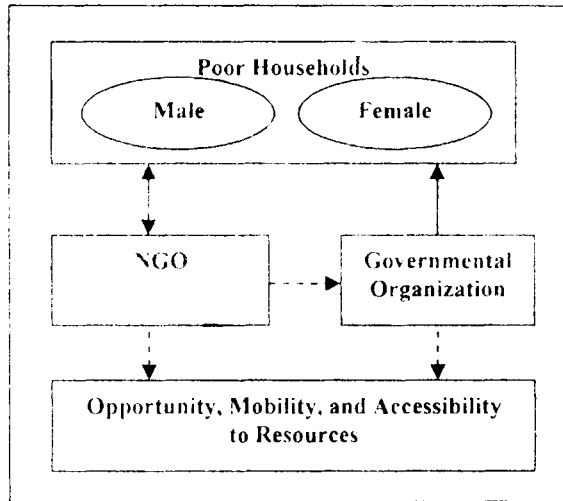 Poor Households
Male
Female
NGO
Governmental
Organization
Opportunity, Mobility, and Accessibility
to Resources